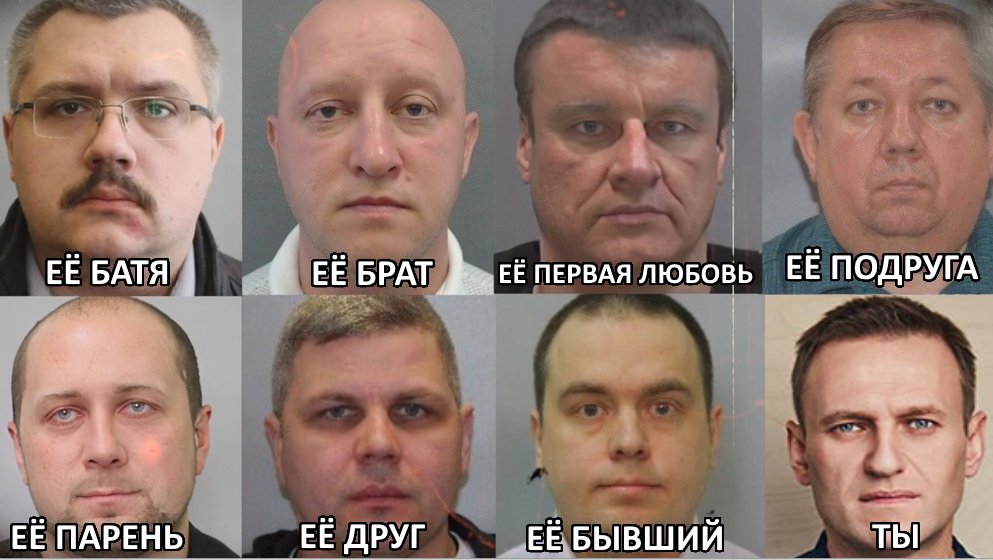 ЕЁ БАТЯ
ЕЁ БРАТ
ЕЁ ПЕРВАЯ ЛЮБОВЬ
ЕЁ ПОДРУГА
ЕЁ ПАРЕНЬ
ЕЁ ДРУГ
ЕЁ БЫВШИЙ
ТЫ